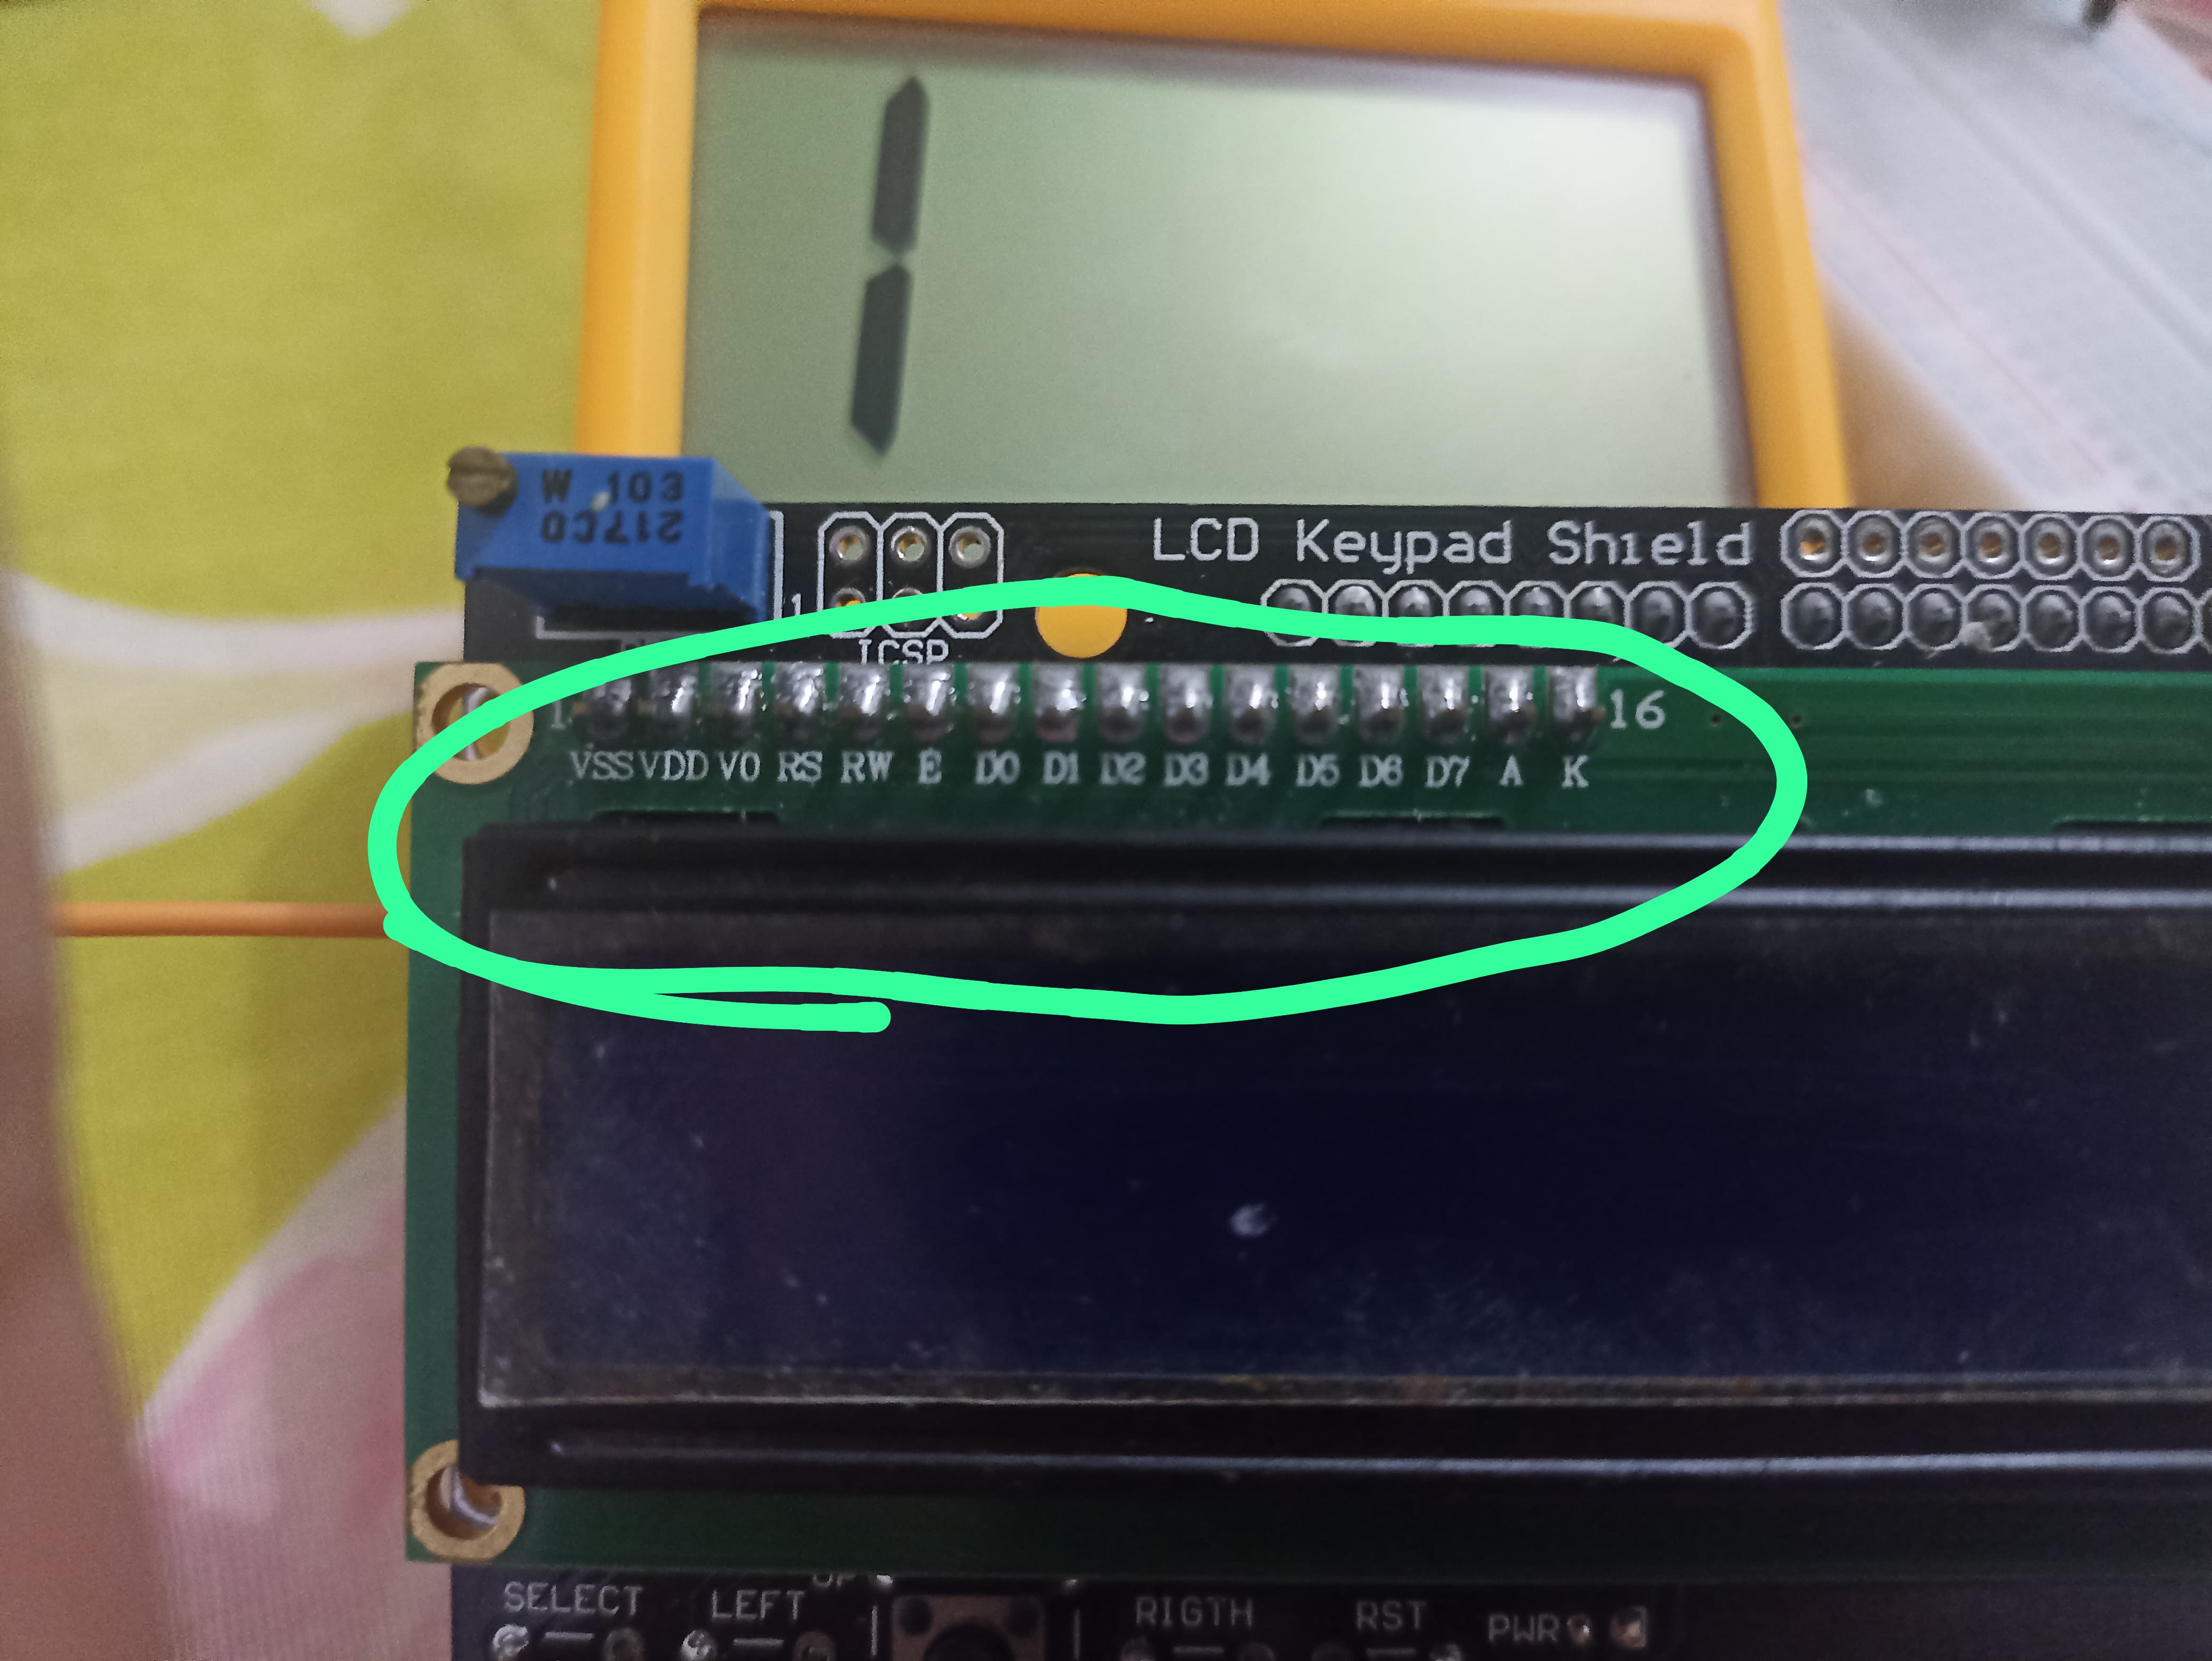 1
W 103
217CD
LCD Keypad Shield
1
ICSP
1
16
VSS VDD V0 RS RW E D0 D1 D2 D3 D4 D5 D6 D7 A K
UP
SELECT LEFT RIGTH RST PWR